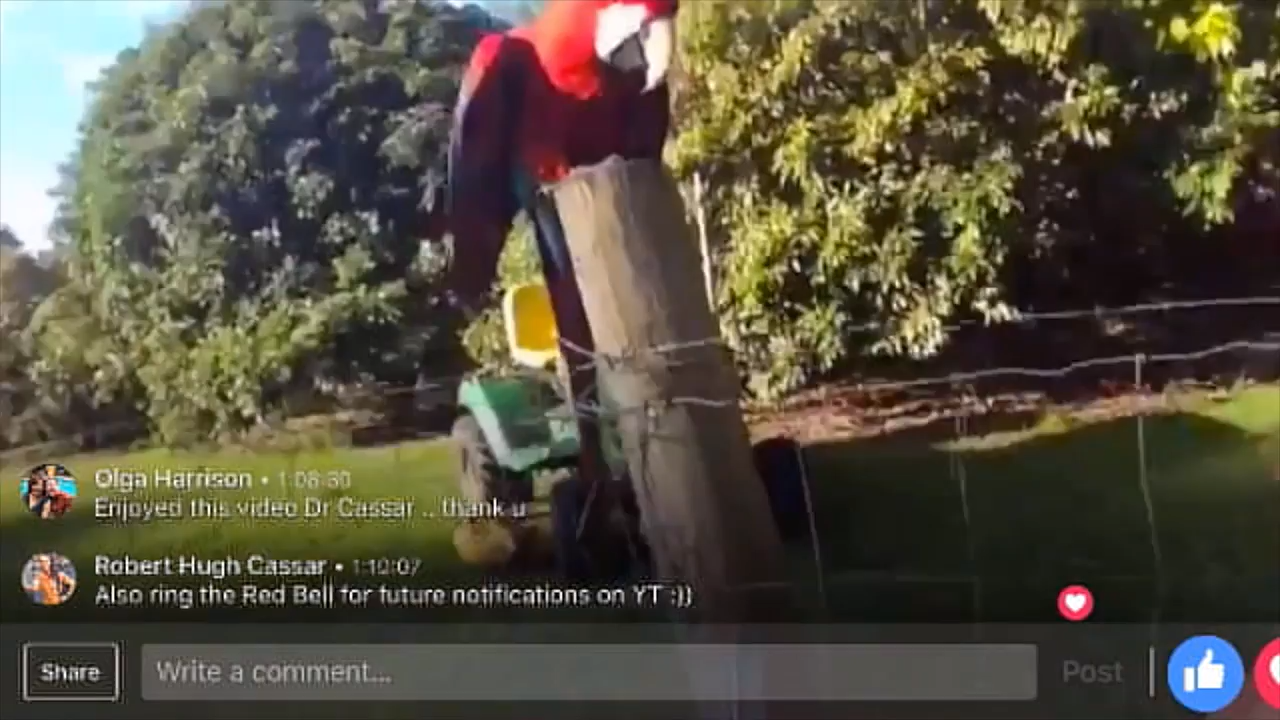 Olga Harrison • 1:08:30
Enjoyed this video Dr Cassar .. thank u
Robert Hugh Cassar • 1:10:07
Also ring the Red Bell for future notifications on YT :))
Share
Write a comment...
Post